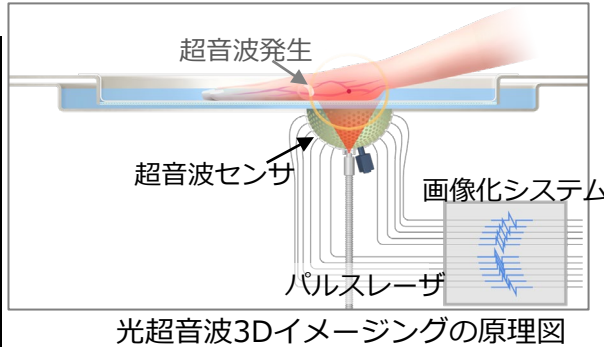 超音波発生
超音波センサ
画像化システム
パルスレーザ
光超音波3Dイメージングの原理図